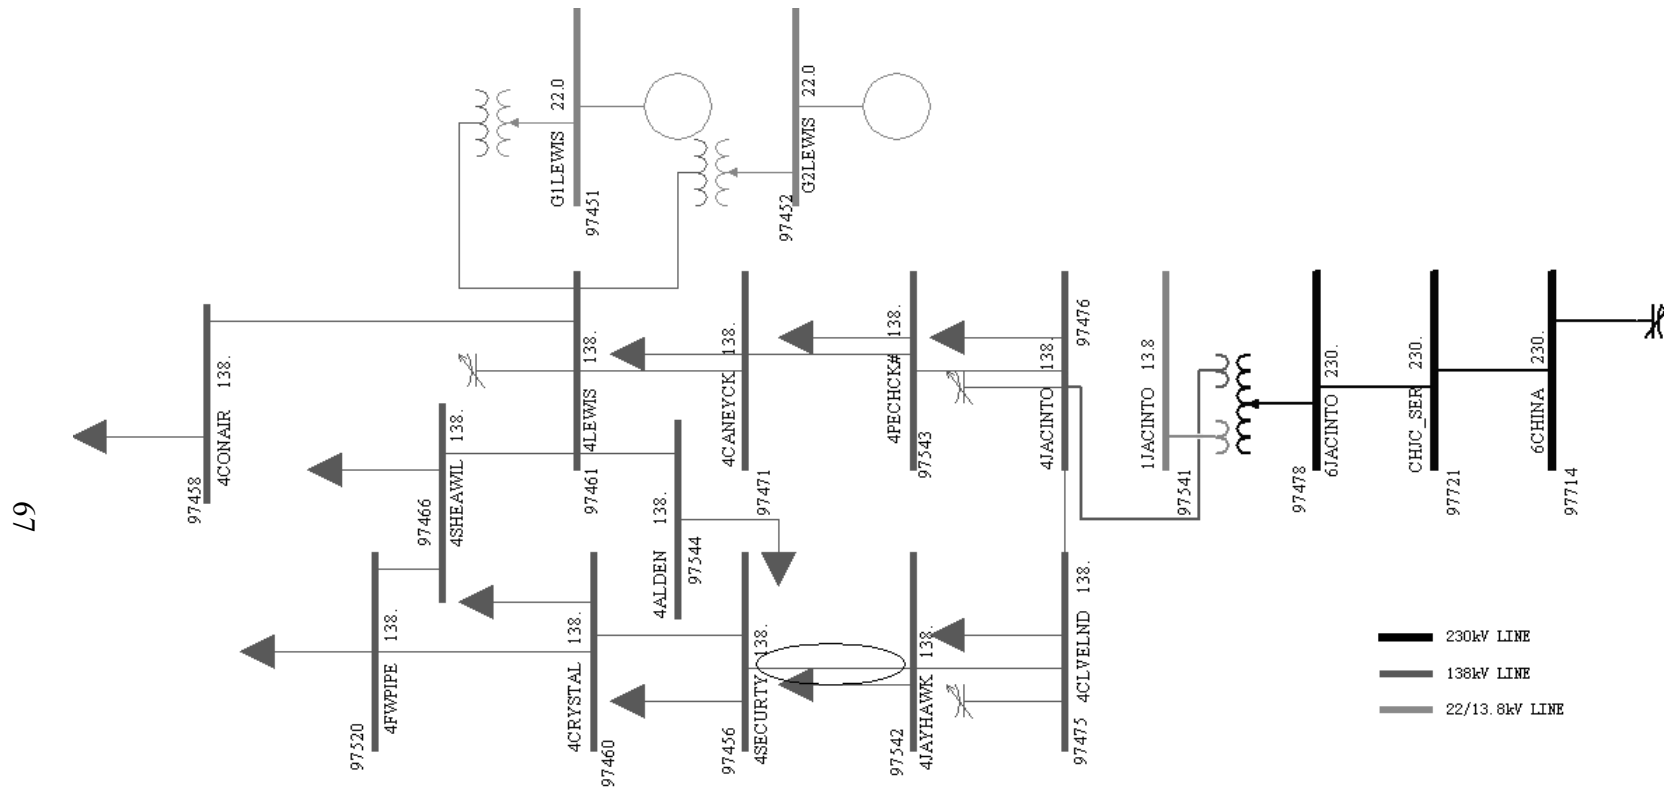 67
97458
4CONAIR 138.
97466
4SHEAWIL 138.
97520
4FWPIPE 138.
G1LEWIS 22.0
97451
G2LEWIS 22.0
97452
4LEWIS 138.
97461
4CRYSTAL 138.
97460
4ALDEN 138.
97544
4CANEYCK 138.
97471
4SECURTY 138.
97456
4PECHCK# 138.
97543
4JAYHAWK 138.
97542
4JACINTO 138.
97476
4CLVELND 138.
97475
1JACINTO 13.8
97541
6JACINTO 230.
97478
CHJC_SER 230.
97721
6CHINA 230.
97714
230kV LINE
138kV LINE
22/13.8kV LINE